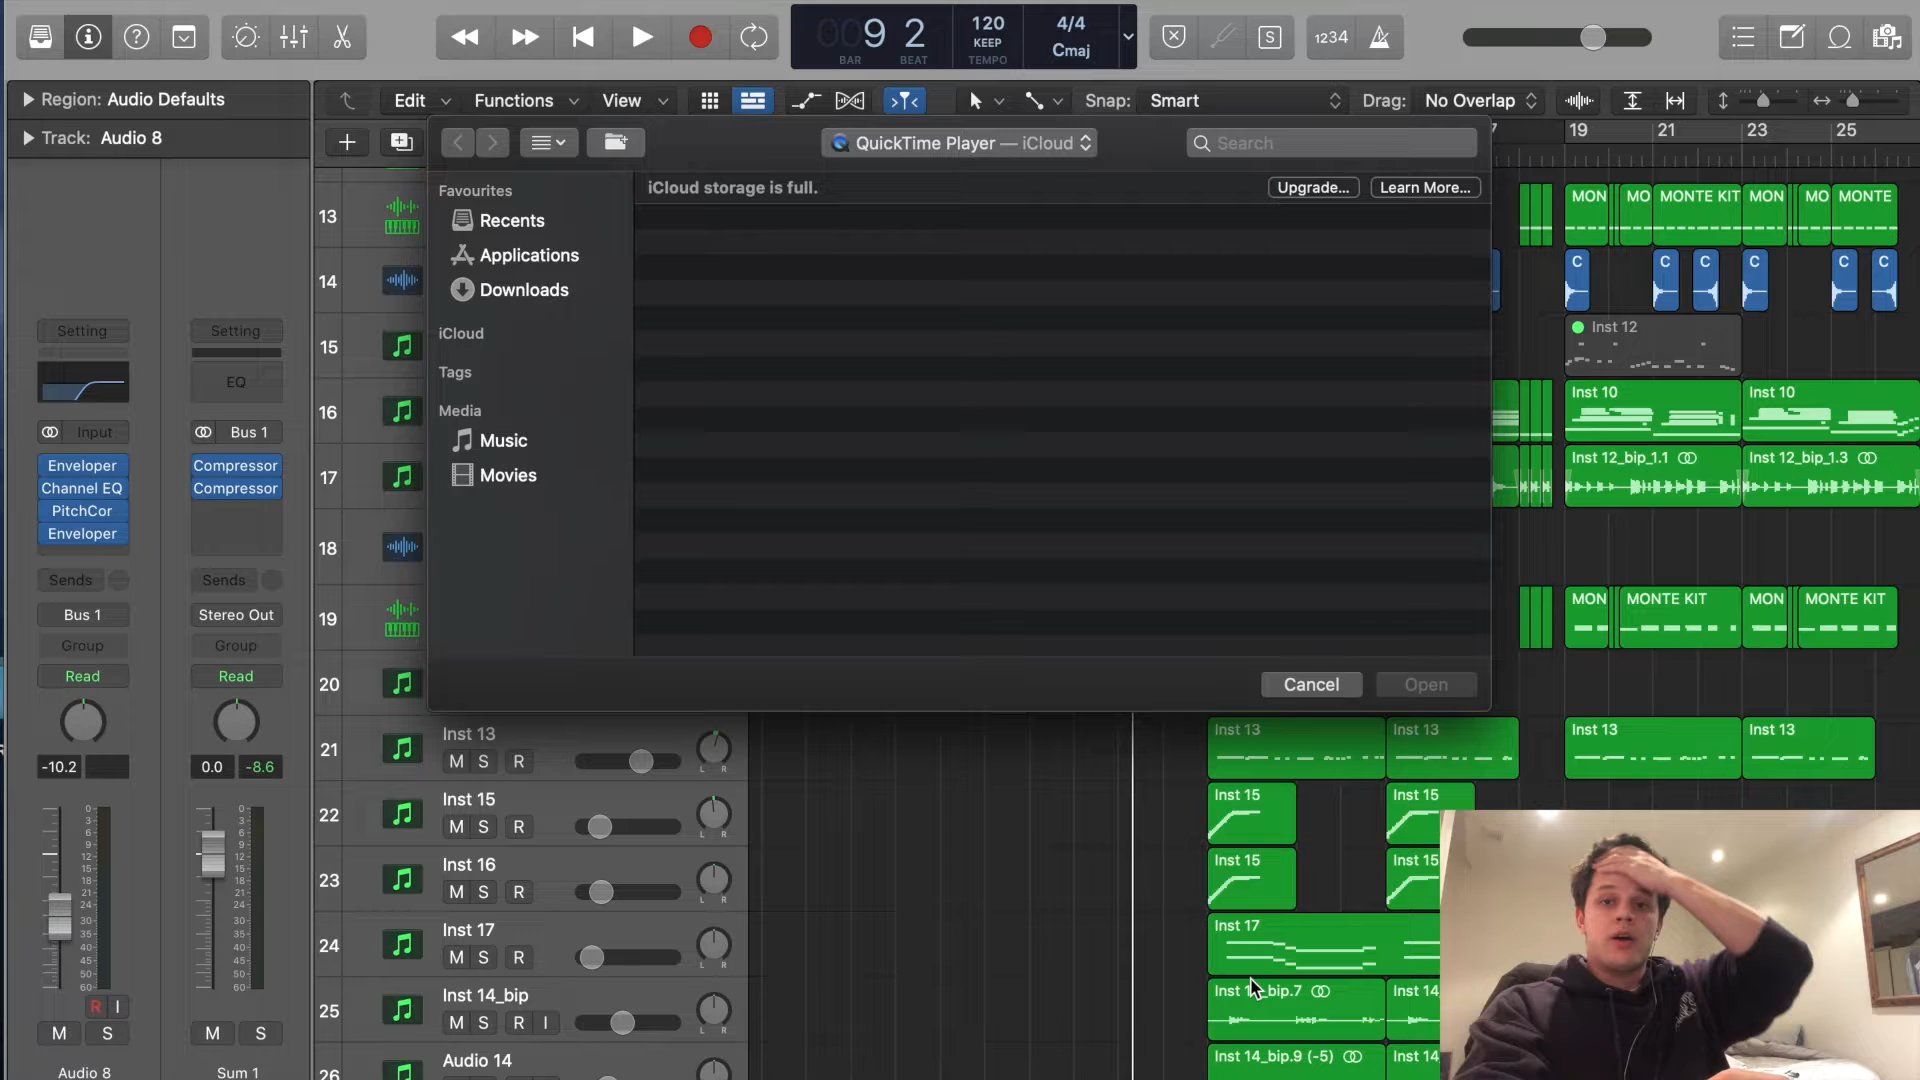 009 2
BAR BEAT
120
KEEP
TEMPO
4/4
Cmaj
S
1234
Region: Audio Defaults
Track: Audio 8
Edit Functions View
Snap: Smart
Drag: No Overlap
QuickTime Player — iCloud
Search
7 19 21 23 25
Favourites
Recents
Applications
Downloads
iCloud
Tags
Media
Music
Movies
iCloud storage is full.
Upgrade...
Learn More...
Cancel
Open
Setting
Input
Enveloper
Channel EQ
PitchCor
Enveloper
Sends
Bus 1
Group
Read
-10.2
R I
M S
Audio 8
Setting
EQ
Bus 1
Compressor
Compressor
Sends
Stereo Out
Group
Read
0.0 -8.6
M S
Sum 1
13
MON MO MONTE KIT MON MO MONTE
14
C C C C C C
15
Inst 12
16
Inst 10 Inst 10
17
Inst 12_bip_1.1 Inst 12_bip_1.3
18
19
MON MONTE KIT MON MONTE KIT
20
21
Inst 13
M S R
L R
Inst 13 Inst 13 Inst 13 Inst 13
22
Inst 15
M S R
L R
Inst 15 Inst 15
23
Inst 16
M S R
L R
Inst 15 Inst 15
24
Inst 17
M S R
L R
Inst 17
25
Inst 14_bip
M S R I
L R
_bip.7 Inst 14
26
Audio 14
Inst 14_bip.9 (-5) Inst 14